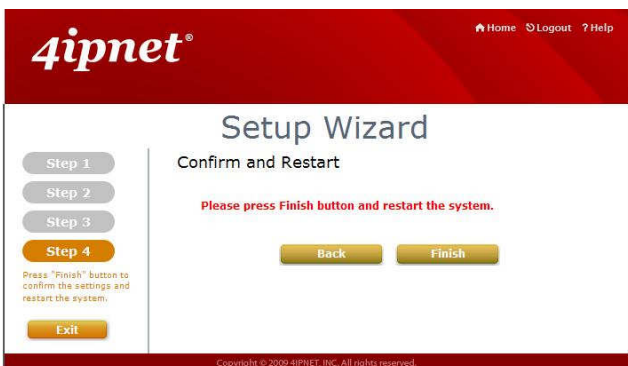 4ipnet®
Home Logout ? Help
Setup Wizard
Step 1
Step 2
Step 3
Step 4
Press "Finish" button to
confirm the settings and
restart the system.
Exit
Confirm and Restart
Please press Finish button and restart the system.
Back Finish
Copyright © 2009 4IPNET, INC. All rights reserved.